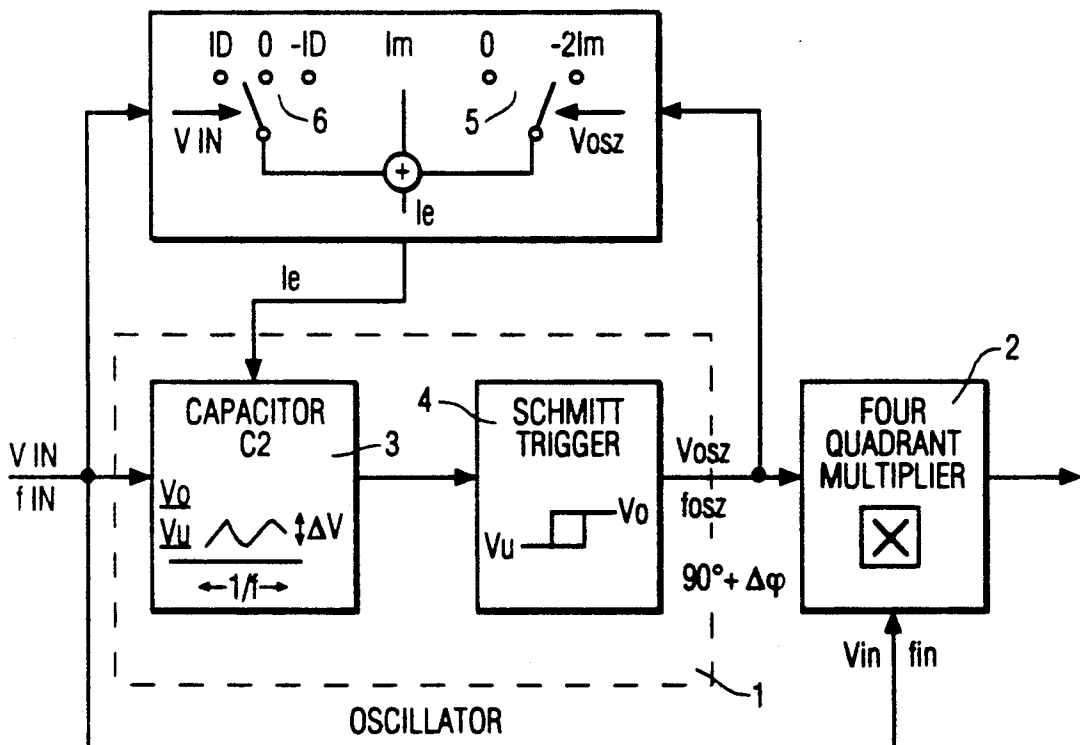 ID 0 -ID Im 0 -2Im
6 5
V IN Vosz
+
Ie
Ie
2
CAPACITOR
C2
3
4
SCHMITT
TRIGGER
FOUR
QUADRANT
MULTIPLIER
V IN
f IN
Vosz
fosz
Vo
Vu
ΔV
1/f
Vo
Vu
90° + Δφ
Vin fin
1
OSCILLATOR